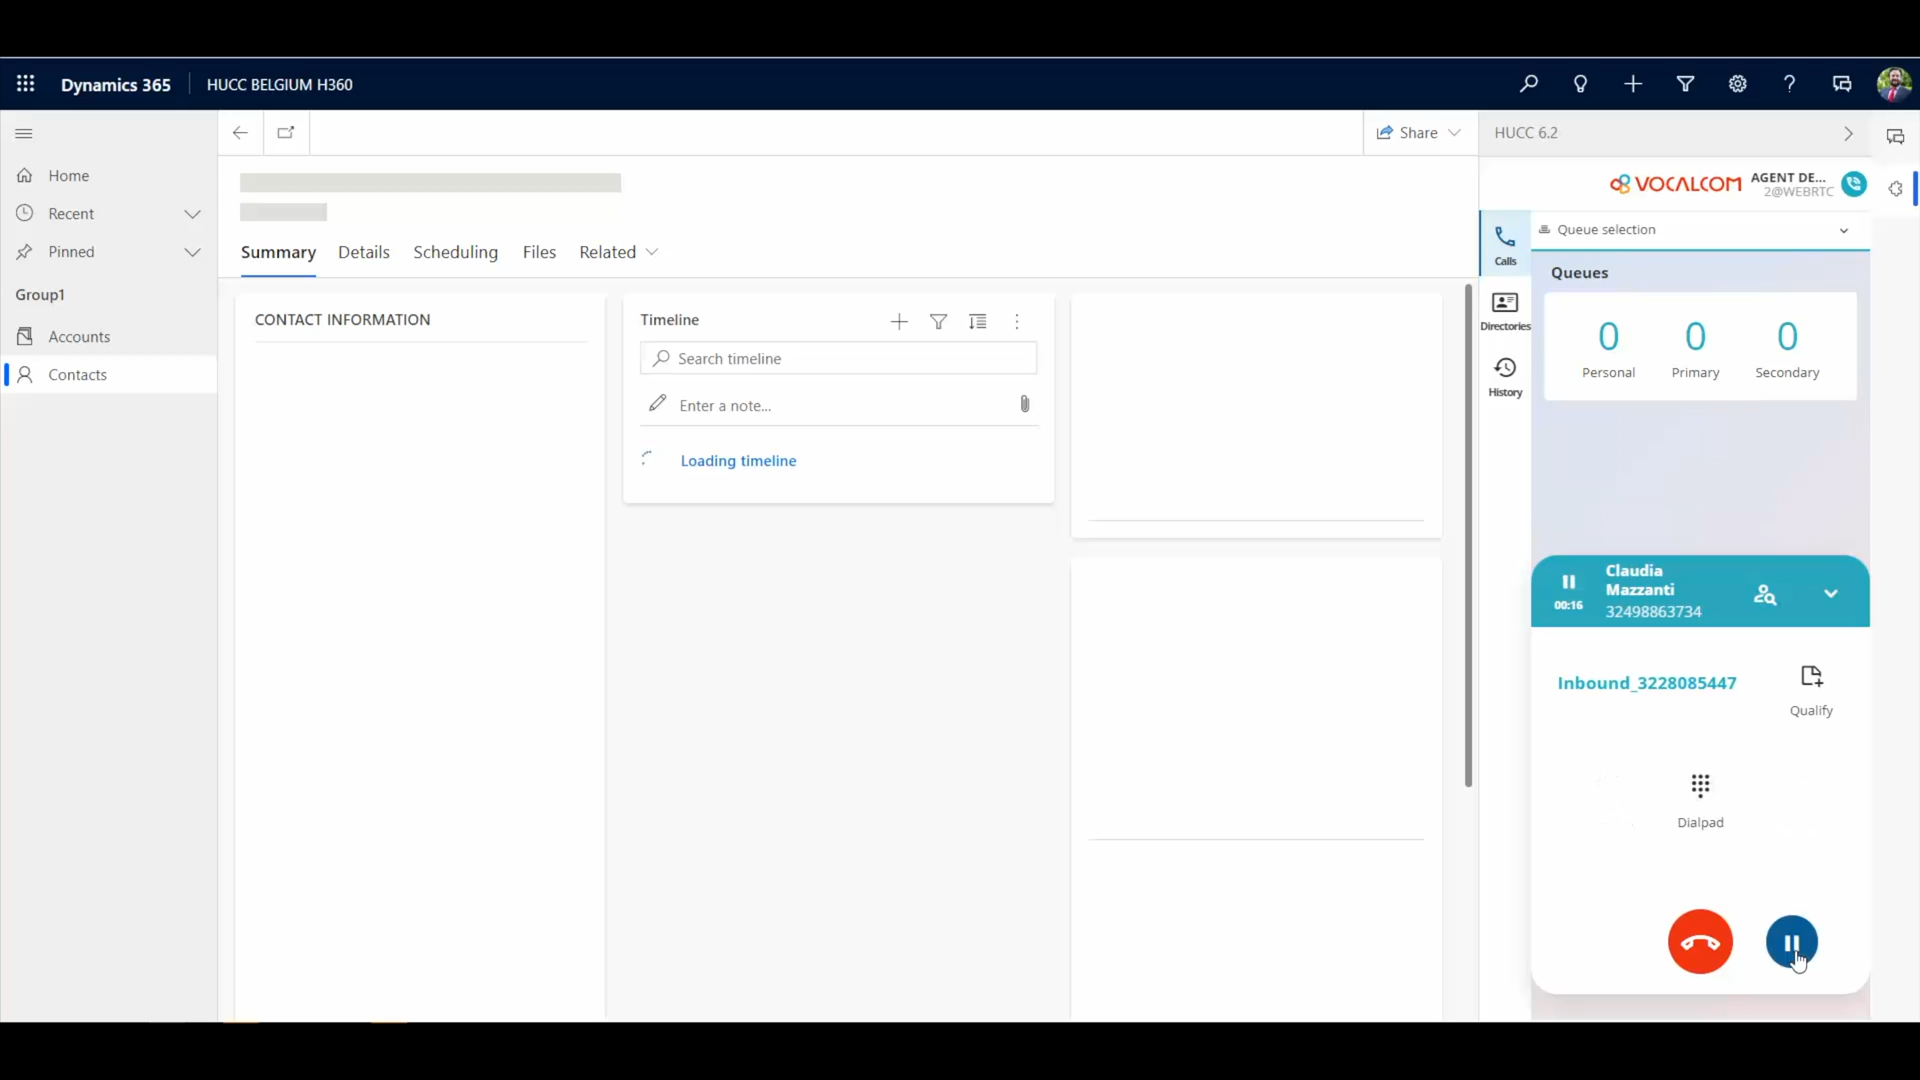 Dynamics 365
HUCC BELGIUM H360
Share
HUCC 6.2
Home
Recent
Pinned
Group1
Accounts
Contacts
Summary
Details
Scheduling
Files
Related
CONTACT INFORMATION
Timeline
Search timeline
Enter a note...
Loading timeline
VOCALCOM
AGENT DE...
2@WEBRTC
Calls
Directories
History
Queue selection
Queues
0
0
0
Personal
Primary
Secondary
00:16
Claudia
Mazzanti
32498863734
Inbound_3228085447
Qualify
Dialpad